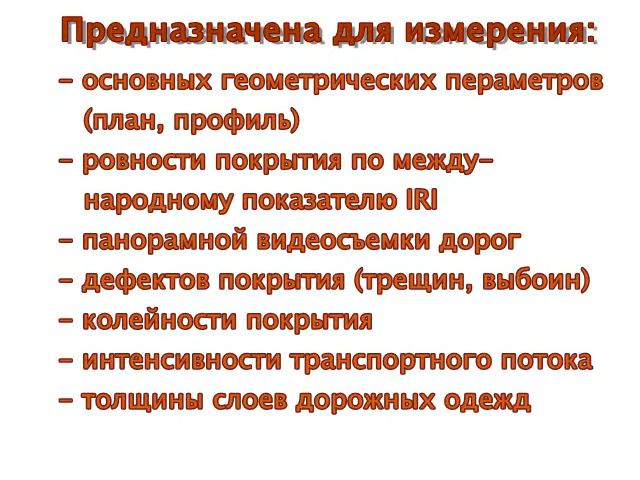 Предназначена для измерения:
- основных геометрических пераметров
(план, профиль)
- ровности покрытия по между-
народному показателю IRI
- панорамной видеосъемки дорог
- дефектов покрытия (трещин, выбоин)
- колейности покрытия
- интенсивности транспортного потока
- толщины слоев дорожных одежд